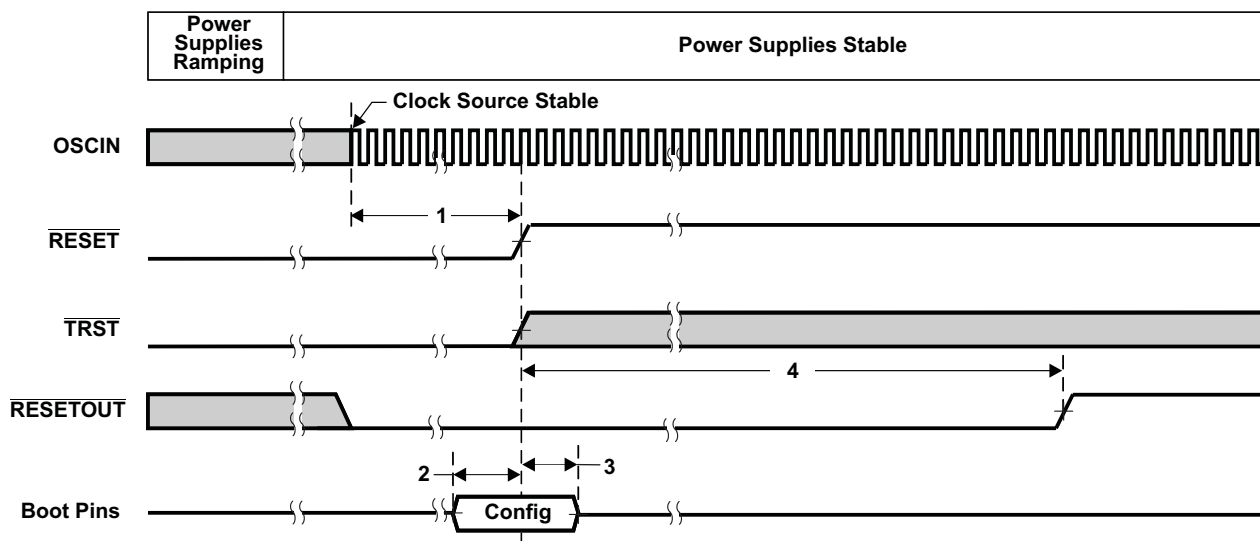 Power
Supplies
Ramping
Power Supplies Stable
Clock Source Stable
OSCIN
1
RESET
TRST
4
RESETOUT
2
3
Boot Pins
Config